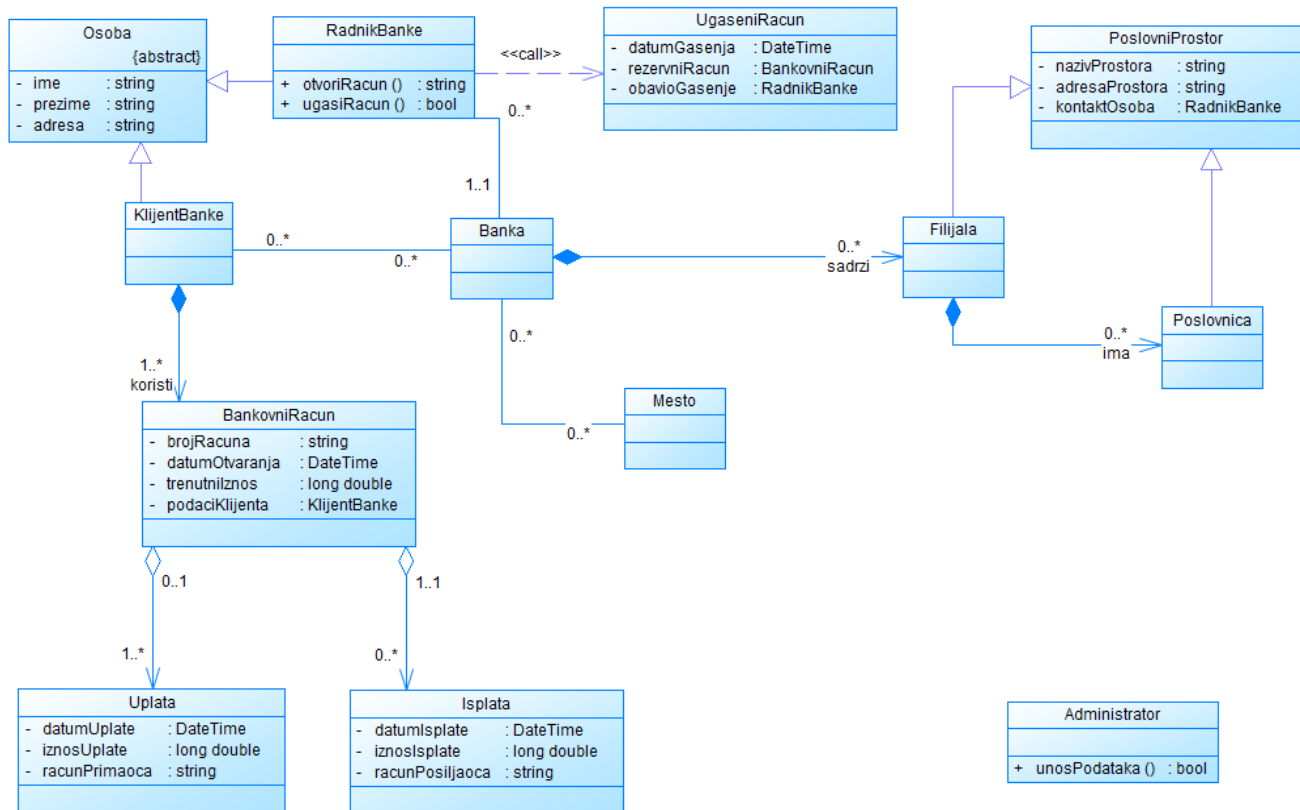 Osoba
{abstract}
- ime : string
- prezime : string
- adresa : string
RadnikBanke
+ otvoriRacun () : string
+ ugasiRacun () : bool
<<call>>
0..*
UgaseniRacun
- datumGasenja : DateTime
- rezervniRacun : BankovniRacun
- obavioGasenje : RadnikBanke
PoslovniProstor
- nazivProstora : string
- adresaProstora : string
- kontaktOsoba : RadnikBanke
1..1
KlijentBanke
0..*
0..*
Banka
0..*
sadrzi
Filijala
0..*
ima
Poslovnica
0..*
0..*
Mesto
1..*
koristi
BankovniRacun
- brojRacuna : string
- datumOtvaranja : DateTime
- trenutniIznos : long double
- podaciKlijenta : KlijentBanke
0..1
1..1
1..*
0..*
Uplata
- datumUplate : DateTime
- iznosUplate : long double
- racunPrimaoca : string
Isplata
- datumIsplate : DateTime
- iznosIsplate : long double
- racunPosiljaoca : string
Administrator
+ unosPodataka () : bool